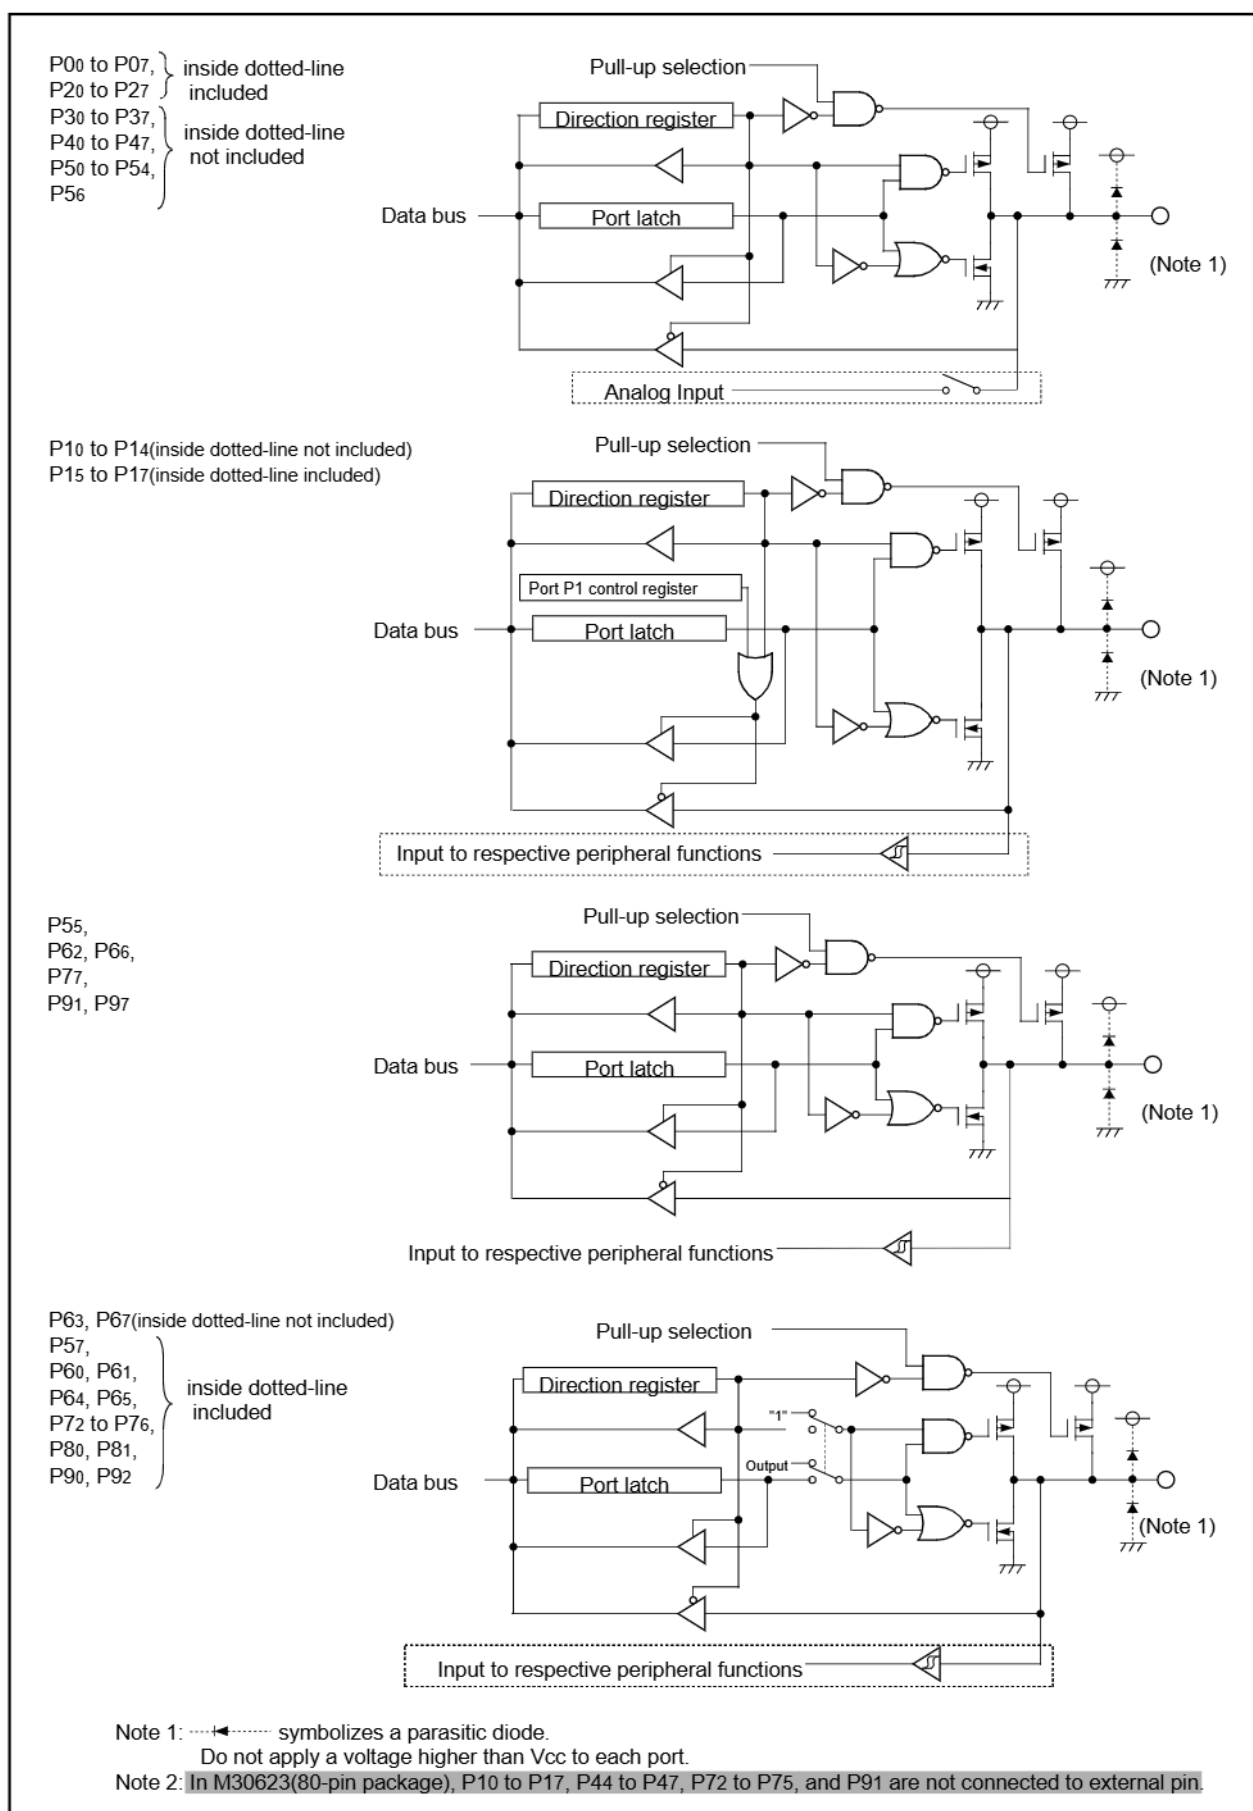 P00 to P07,
P20 to P27
inside dotted-line
included
P30 to P37,
P40 to P47,
P50 to P54,
P56
inside dotted-line
not included
Pull-up selection
Direction register
Data bus
Port latch
(Note 1)
Analog Input
P10 to P14(inside dotted-line not included)
P15 to P17(inside dotted-line included)
Pull-up selection
Direction register
Port P1 control register
Data bus
Port latch
(Note 1)
Input to respective peripheral functions
P55,
P62, P66,
P77,
P91, P97
Pull-up selection
Direction register
Data bus
Port latch
(Note 1)
Input to respective peripheral functions
P63, P67(inside dotted-line not included)
P57,
P60, P61,
P64, P65,
P72 to P76,
P80, P81,
P90, P92
inside dotted-line
included
Pull-up selection
Direction register
"1"
Output
Data bus
Port latch
(Note 1)
Input to respective peripheral functions
Note 1: symbolizes a parasitic diode.
Do not apply a voltage higher than Vcc to each port.
Note 2: In M30623(80-pin package), P10 to P17, P44 to P47, P72 to P75, and P91 are not connected to external pin.